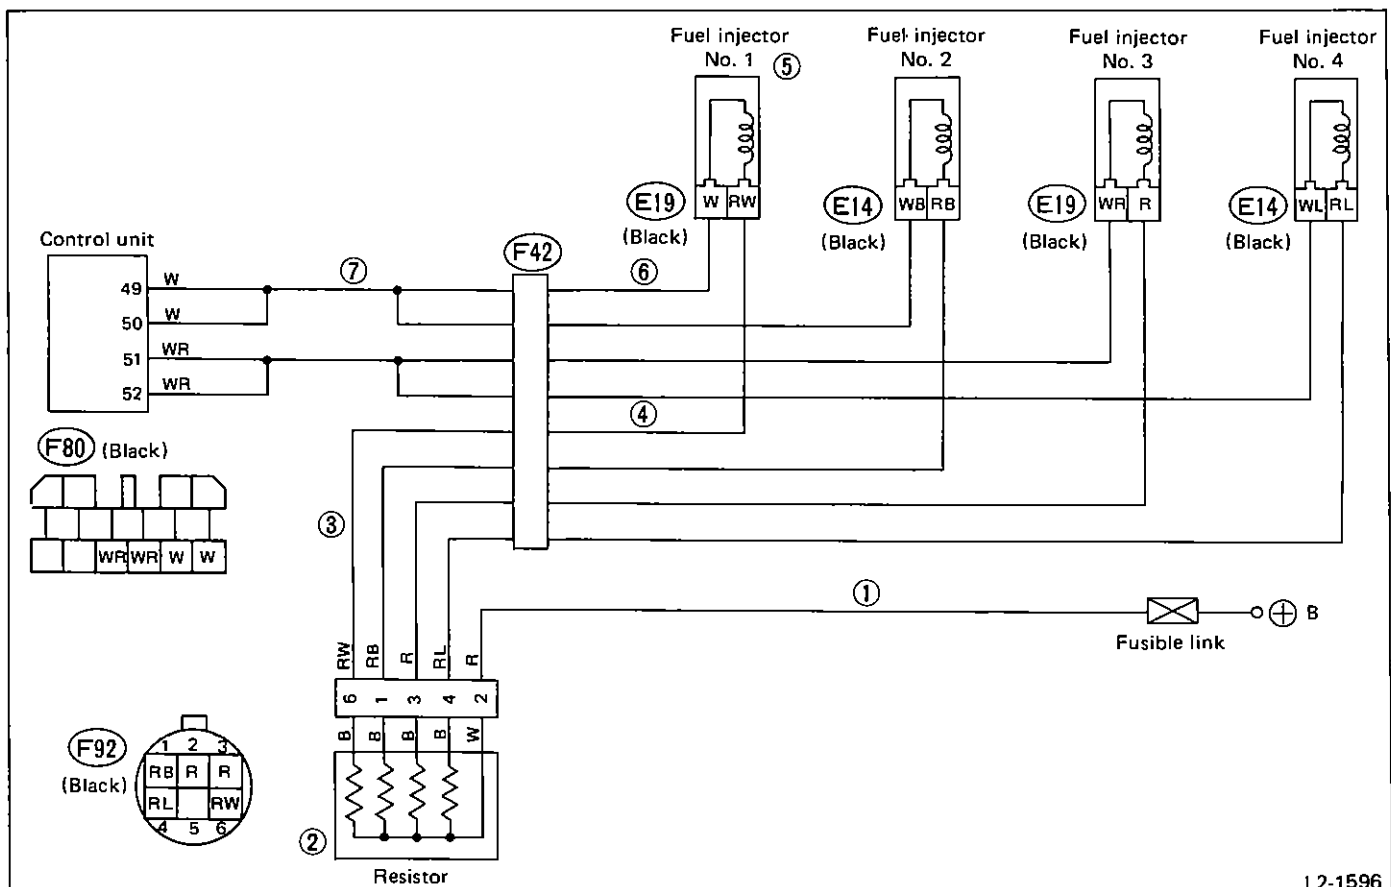 Fuel injector No. 1 ⑤
Fuel injector No. 2
Fuel injector No. 3
Fuel injector No. 4
E19 W RW
(Black)
E14 WB RB
(Black)
E19 WR R
(Black)
E14 WL RL
(Black)
Control unit
F42
49 W ⑦ ⑥
50 W
51 WR
52 WR
④
F80 (Black)
WR WR W W
③
①
⊕ B
Fusible link
RW RB R RL R
6 1 3 4 2
B B B B W
F92
(Black)
1 2 3
RB R R
RL RW
4 5 6
②
Resistor
L2-1596